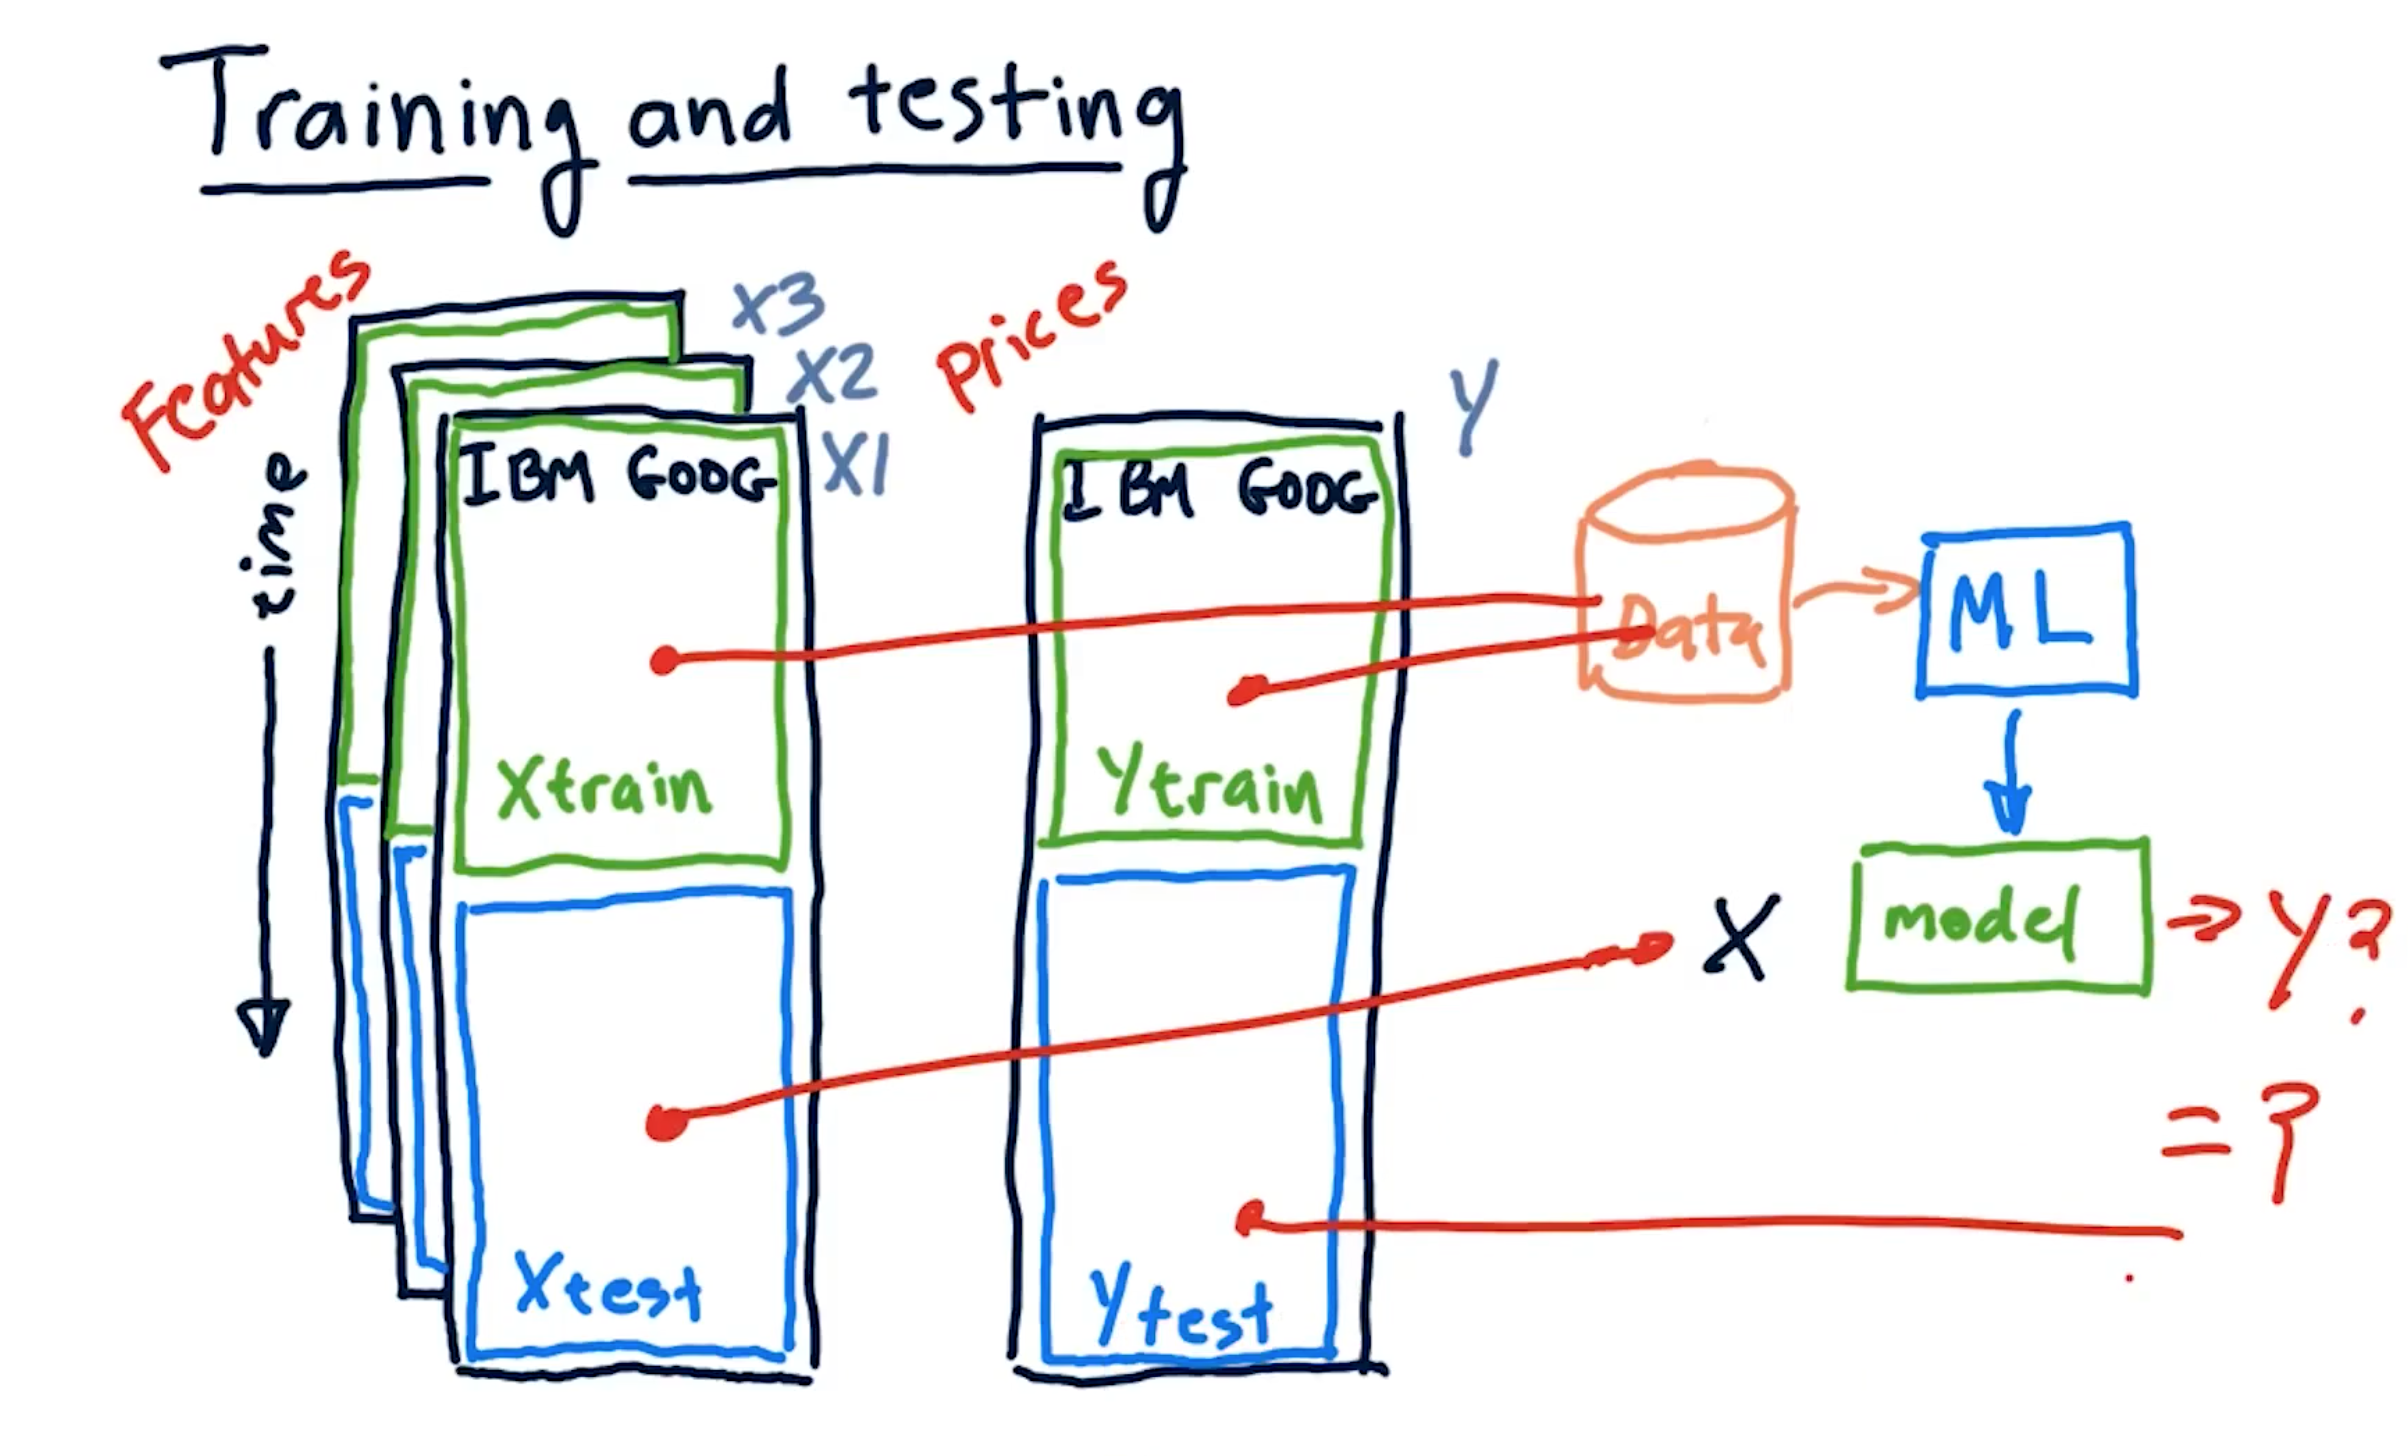 Training and testing
Features
prices
X3
X2
X1
Y
time
IBM GOOG
IBM GOOG
Data
ML
Xtrain
Ytrain
X
model
Y?
= ?
Xtest
Ytest